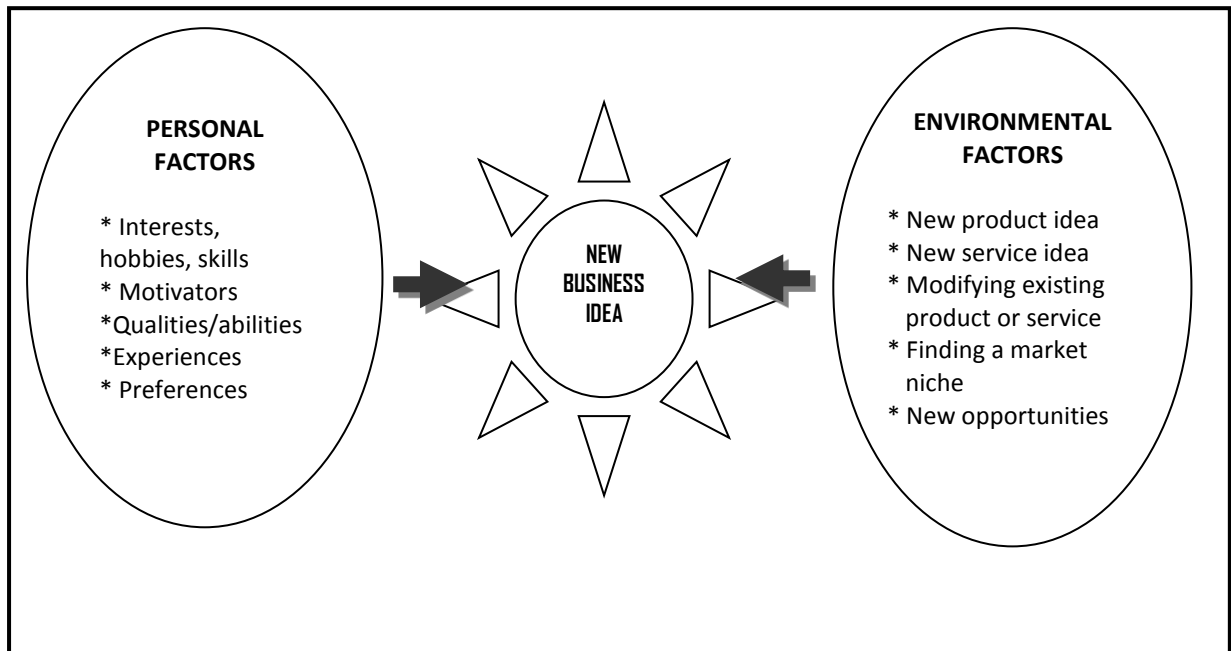 PERSONAL
FACTORS
* Interests,
hobbies, skills
* Motivators
*Qualities/abilities
*Experiences
* Preferences
NEW
BUSINESS
IDEA
ENVIRONMENTAL
FACTORS
* New product idea
* New service idea
* Modifying existing
product or service
* Finding a market
niche
* New opportunities